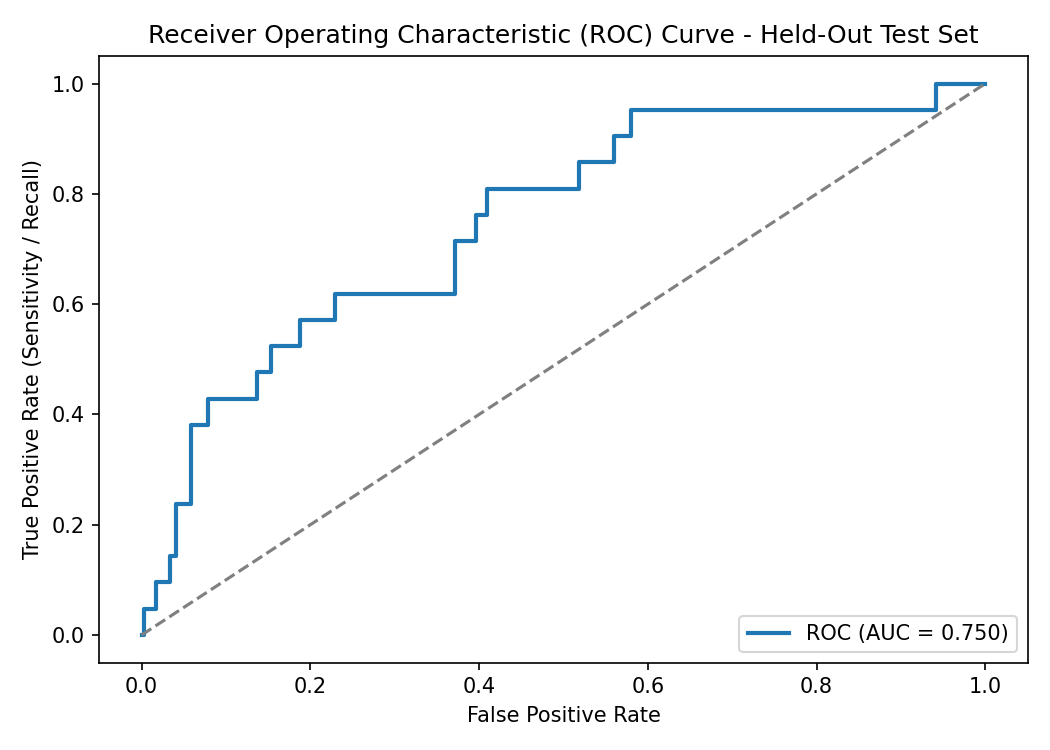 Receiver Operating Characteristic (ROC) Curve - Held-Out Test Set
True Positive Rate (Sensitivity / Recall)
1.0
0.8
0.6
0.4
0.2
0.0
ROC (AUC = 0.750)
0.0 0.2 0.4 0.6 0.8 1.0
False Positive Rate